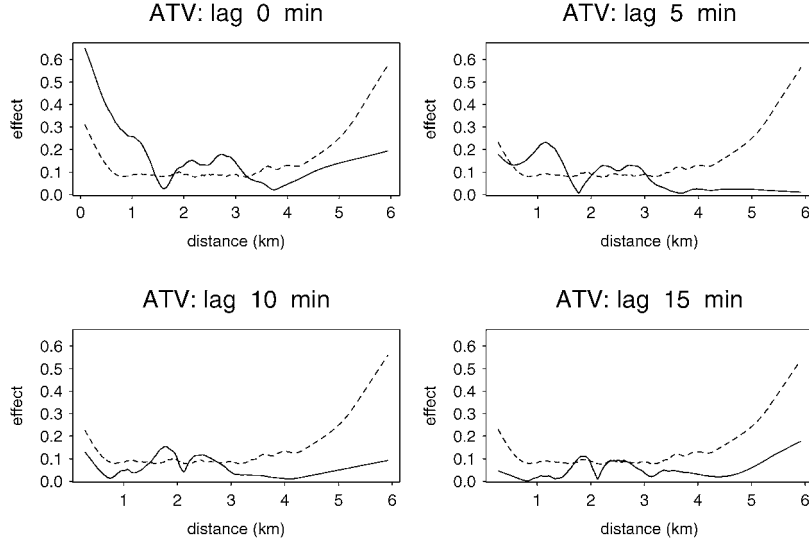 ATV: lag 0 min
effect
0.6
0.5
0.4
0.3
0.2
0.1
0.0
0 1 2 3 4 5 6
distance (km)
ATV: lag 5 min
effect
0.6
0.5
0.4
0.3
0.2
0.1
0.0
1 2 3 4 5 6
distance (km)
ATV: lag 10 min
effect
0.6
0.5
0.4
0.3
0.2
0.1
0.0
1 2 3 4 5 6
distance (km)
ATV: lag 15 min
effect
0.6
0.5
0.4
0.3
0.2
0.1
0.0
1 2 3 4 5 6
distance (km)